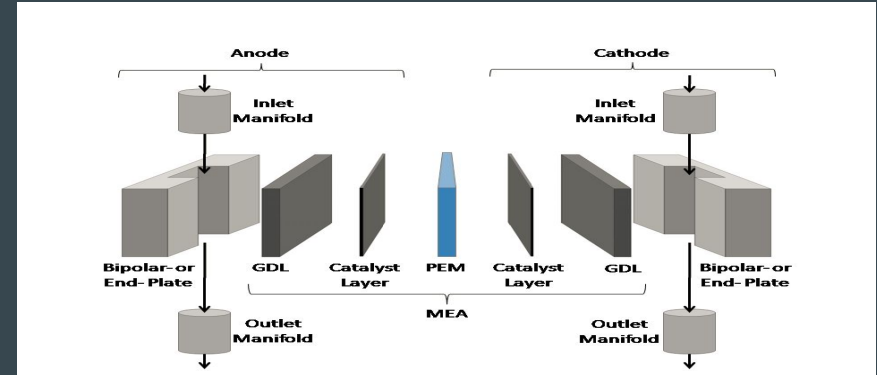 Anode
Cathode
Inlet
Manifold
Inlet
Manifold
Bipolar- or
End- Plate
GDL
Catalyst
Layer
PEM
Catalyst
Layer
GDL
Bipolar- or
End- Plate
MEA
Outlet
Manifold
Outlet
Manifold